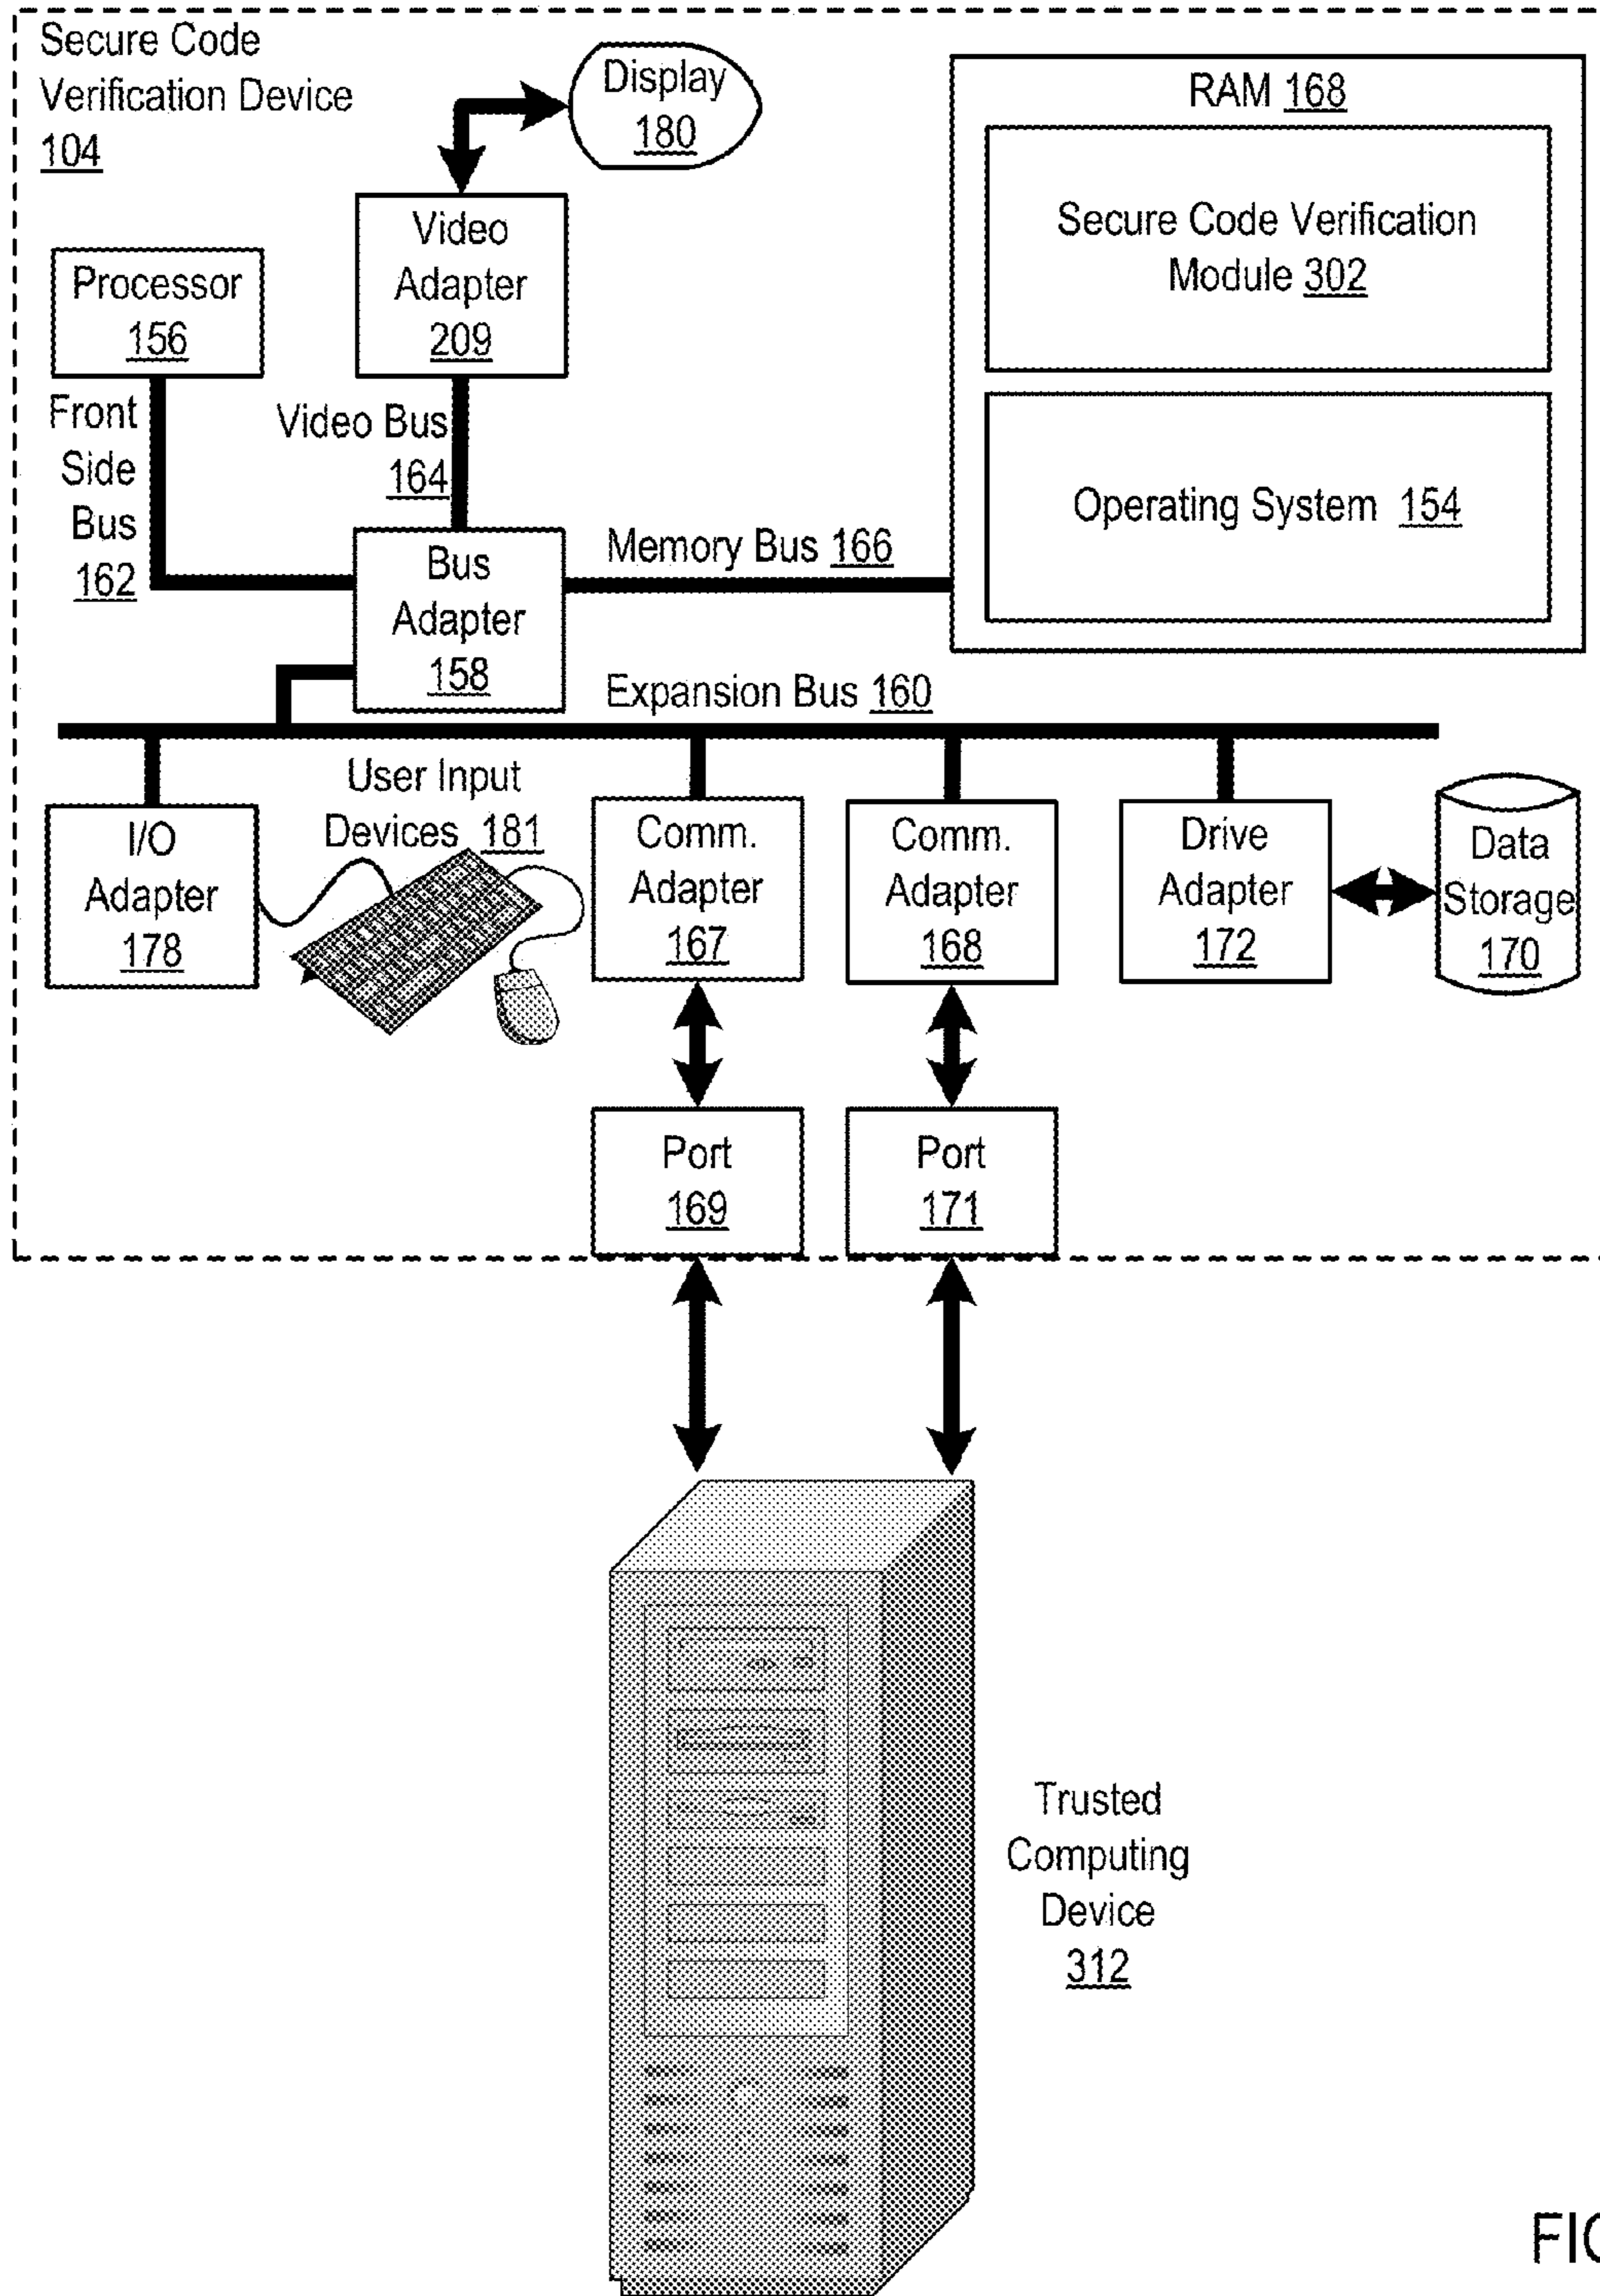 Secure Code
Verification Device
104
Display
180
RAM 168
Secure Code Verification
Module 302
Operating System 154
Video
Adapter
209
Processor
156
Front
Side
Bus
162
Video Bus
164
Bus
Adapter
158
Memory Bus 166
Expansion Bus 160
I/O
Adapter
178
User Input
Devices 181
Comm.
Adapter
167
Comm.
Adapter
168
Drive
Adapter
172
Data
Storage
170
Port
169
Port
171
Trusted
Computing
Device
312